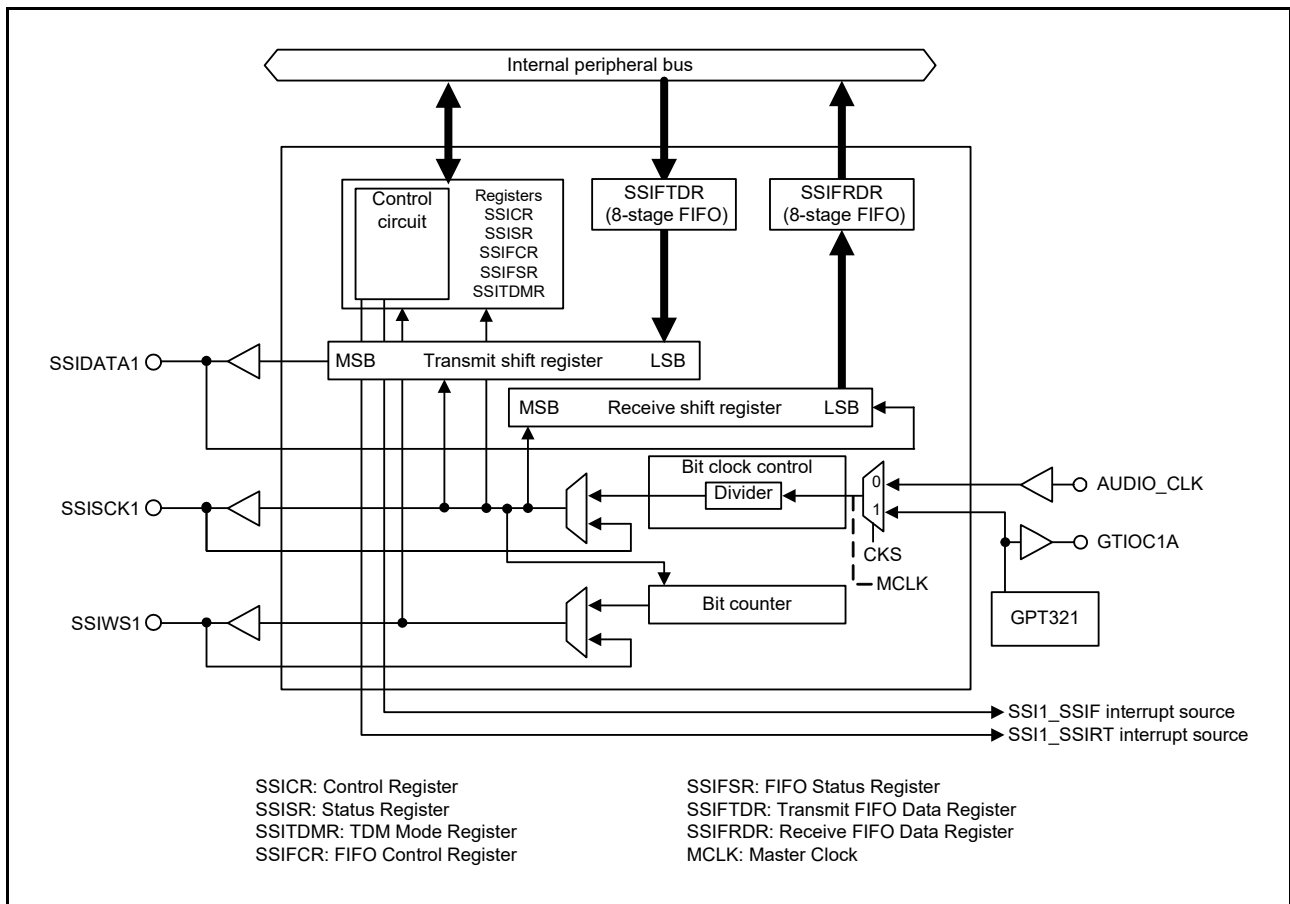 Internal peripheral bus
Control
circuit
Registers
SSICR
SSISR
SSIFCR
SSIFSR
SSITDMR
SSIFTDR
(8-stage FIFO)
SSIFRDR
(8-stage FIFO)
SSIDATA1
MSB Transmit shift register LSB
MSB Receive shift register LSB
Bit clock control
Divider
0
1
AUDIO_CLK
SSISCK1
GTIOC1A
CKS
MCLK
Bit counter
GPT321
SSIWS1
SSI1_SSIF interrupt source
SSI1_SSIRT interrupt source
SSICR: Control Register
SSISR: Status Register
SSITDMR: TDM Mode Register
SSIFCR: FIFO Control Register
SSIFSR: FIFO Status Register
SSIFTDR: Transmit FIFO Data Register
SSIFRDR: Receive FIFO Data Register
MCLK: Master Clock